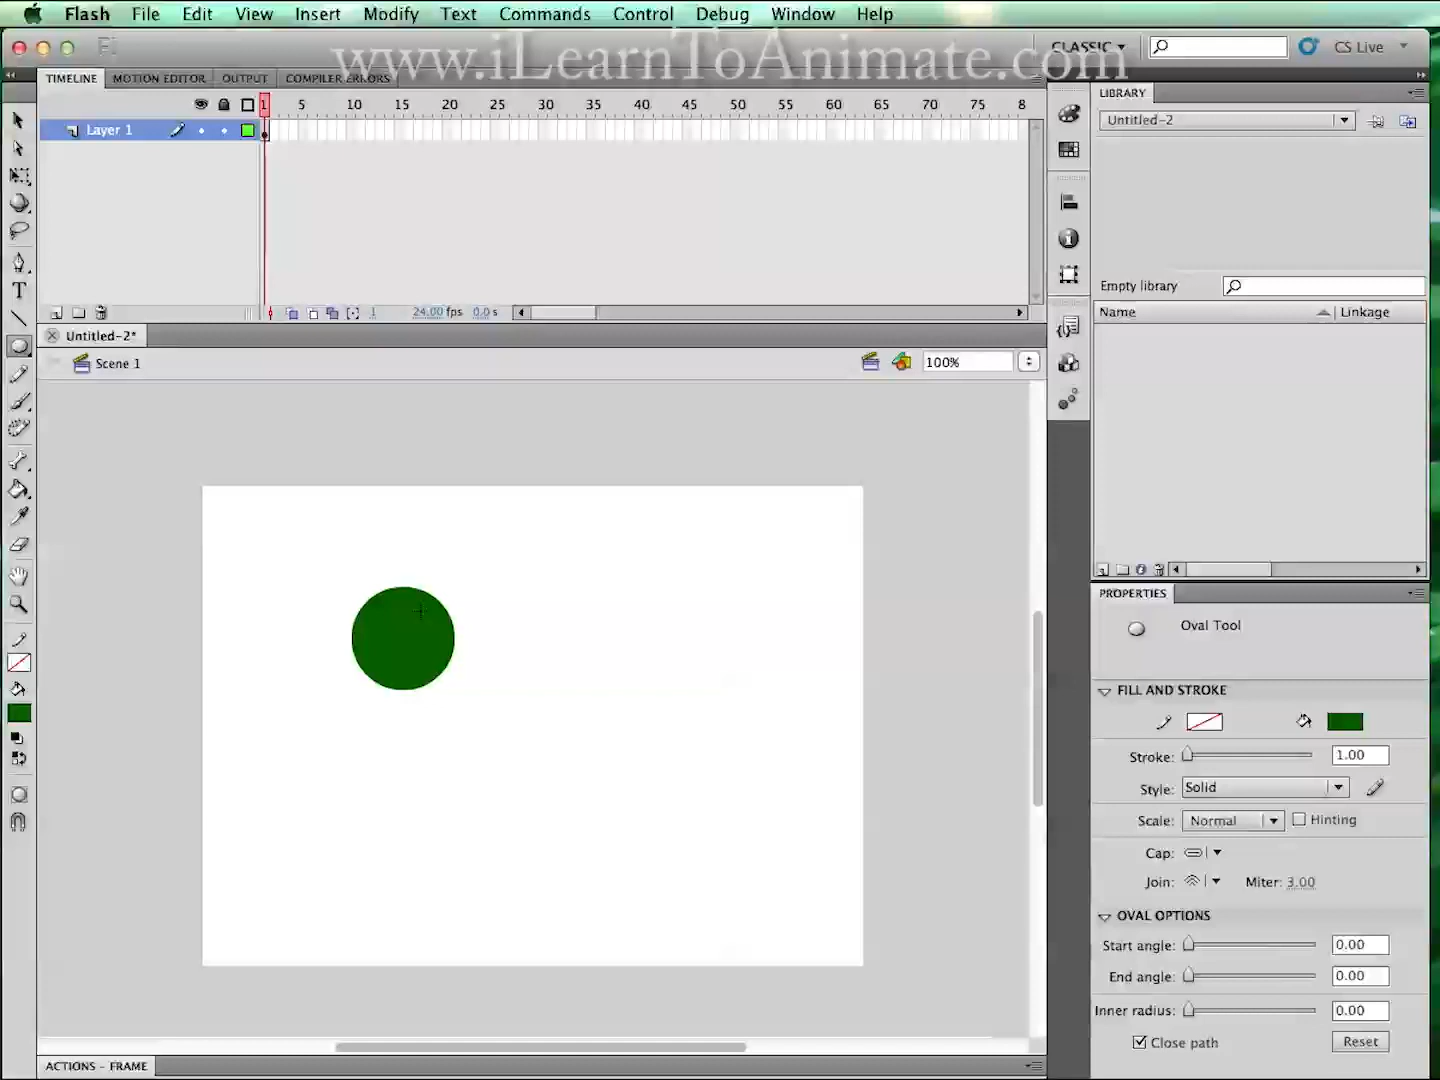 Flash File Edit View Insert Modify Text Commands Control Debug Window Help
www.iLearnToAnimate.com
CLASSIC CS Live
TIMELINE MOTION EDITOR OUTPUT COMPILER ERRORS
1 5 10 15 20 25 30 35 40 45 50 55 60 65 70 75 8
Layer 1
1 24.00 fps 0.0 s
Untitled-2*
Scene 1
100%
T
LIBRARY
Untitled-2
Empty library
Name Linkage
PROPERTIES
Oval Tool
FILL AND STROKE
Stroke: 1.00
Style: Solid
Scale: Normal Hinting
Cap:
Join: Miter: 3.00
OVAL OPTIONS
Start angle: 0.00
End angle: 0.00
Inner radius: 0.00
Close path Reset
ACTIONS - FRAME